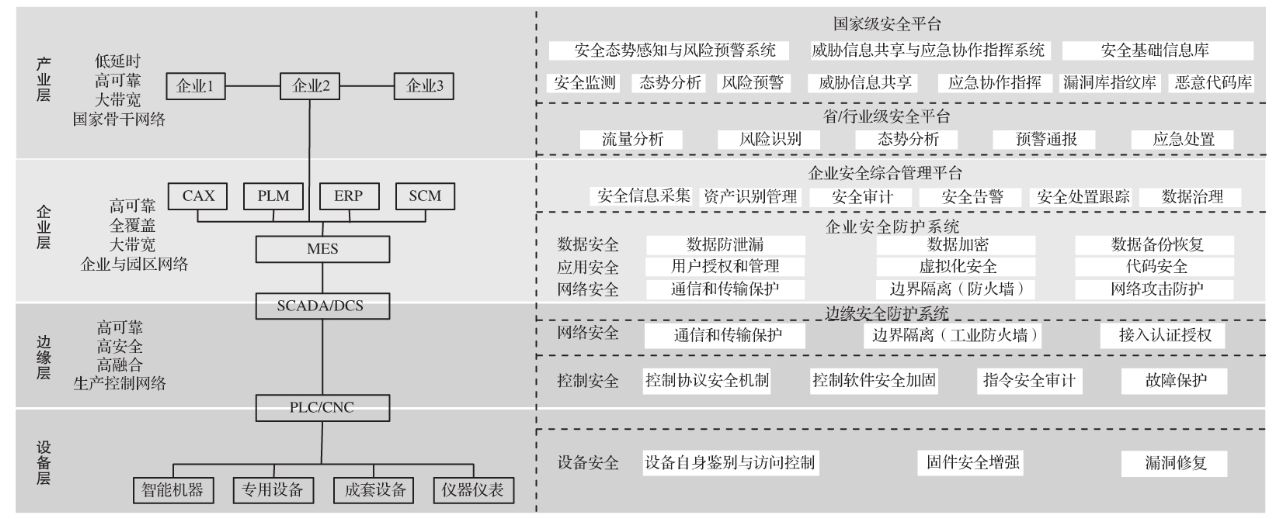 产业层
低延时
高可靠
大带宽
国家骨干网络
企业1 企业2 企业3
国家级安全平台
安全态势感知与风险预警系统 威胁信息共享与应急协作指挥系统 安全基础信息库
安全监测 态势分析 风险预警 威胁信息共享 应急协作指挥 漏洞库指纹库 恶意代码库
省/行业级安全平台
流量分析 风险识别 态势分析 预警通报 应急处置
企业层
高可靠
全覆盖
大带宽
企业与园区网络
CAX PLM ERP SCM
MES
SCADA/DCS
企业安全综合管理平台
安全信息采集 资产识别管理 安全审计 安全告警 安全处置跟踪 数据治理
企业安全防护系统
数据安全 数据防泄漏 数据加密 数据备份恢复
应用安全 用户授权和管理 虚拟化安全 代码安全
网络安全 通信和传输保护 边界隔离（防火墙） 网络攻击防护
边缘层
高可靠
高安全
高融合
生产控制网络
PLC/CNC
边缘安全防护系统
网络安全 通信和传输保护 边界隔离（工业防火墙） 接入认证授权
控制安全 控制协议安全机制 控制软件安全加固 指令安全审计 故障保护
设备层
智能机器 专用设备 成套设备 仪器仪表
设备安全 设备自身鉴别与访问控制 固件安全增强 漏洞修复